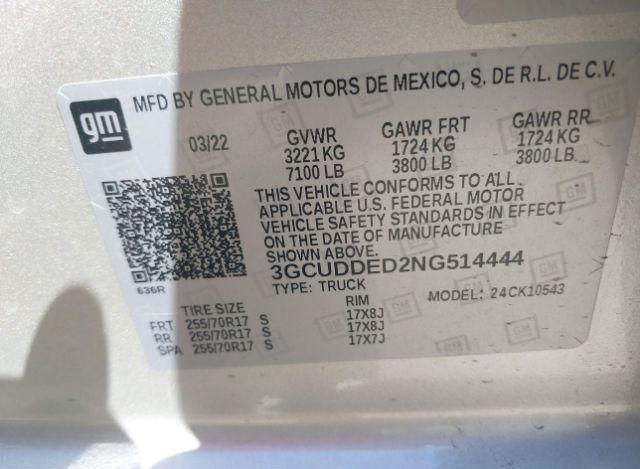 gm MFD BY GENERAL MOTORS DE MEXICO, S. DE R.L. DE C.V.
03/22 GVWR GAWR FRT GAWR RR
3221 KG 1724 KG 1724 KG
7100 LB 3800 LB 3800 LB
THIS VEHICLE CONFORMS TO ALL
APPLICABLE U.S. FEDERAL MOTOR
VEHICLE SAFETY STANDARDS IN EFFECT
ON THE DATE OF MANUFACTURE
SHOWN ABOVE.
636R
3GCUDDED2NG514444
TYPE: TRUCK MODEL: 24CK10543
TIRE SIZE RIM
FRT 255/70R17 S 17X8J
RR 255/70R17 S 17X8J
SPA 255/70R17 S 17X7J